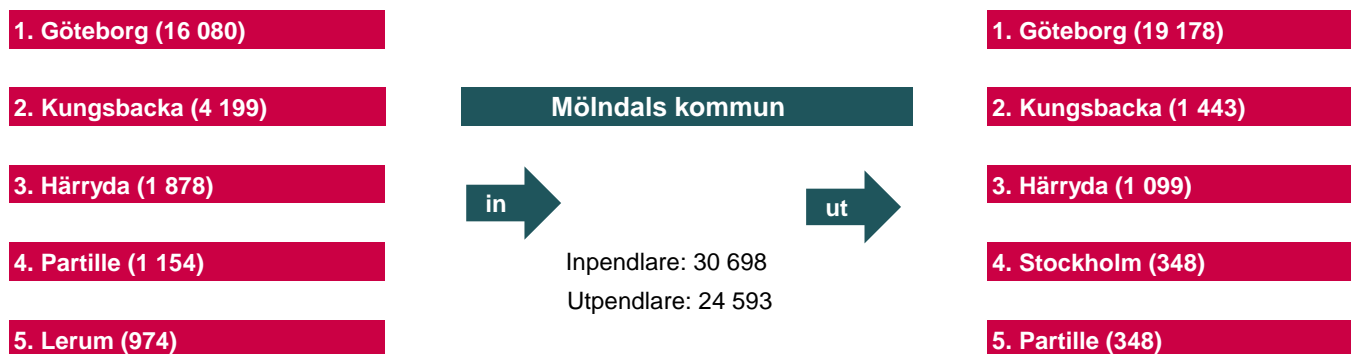 1. Göteborg (16 080)
2. Kungsbacka (4 199)
3. Härryda (1 878)
4. Partille (1 154)
5. Lerum (974)
Mölndals kommun
in
ut
Inpendlare: 30 698
Utpendlare: 24 593
1. Göteborg (19 178)
2. Kungsbacka (1 443)
3. Härryda (1 099)
4. Stockholm (348)
5. Partille (348)